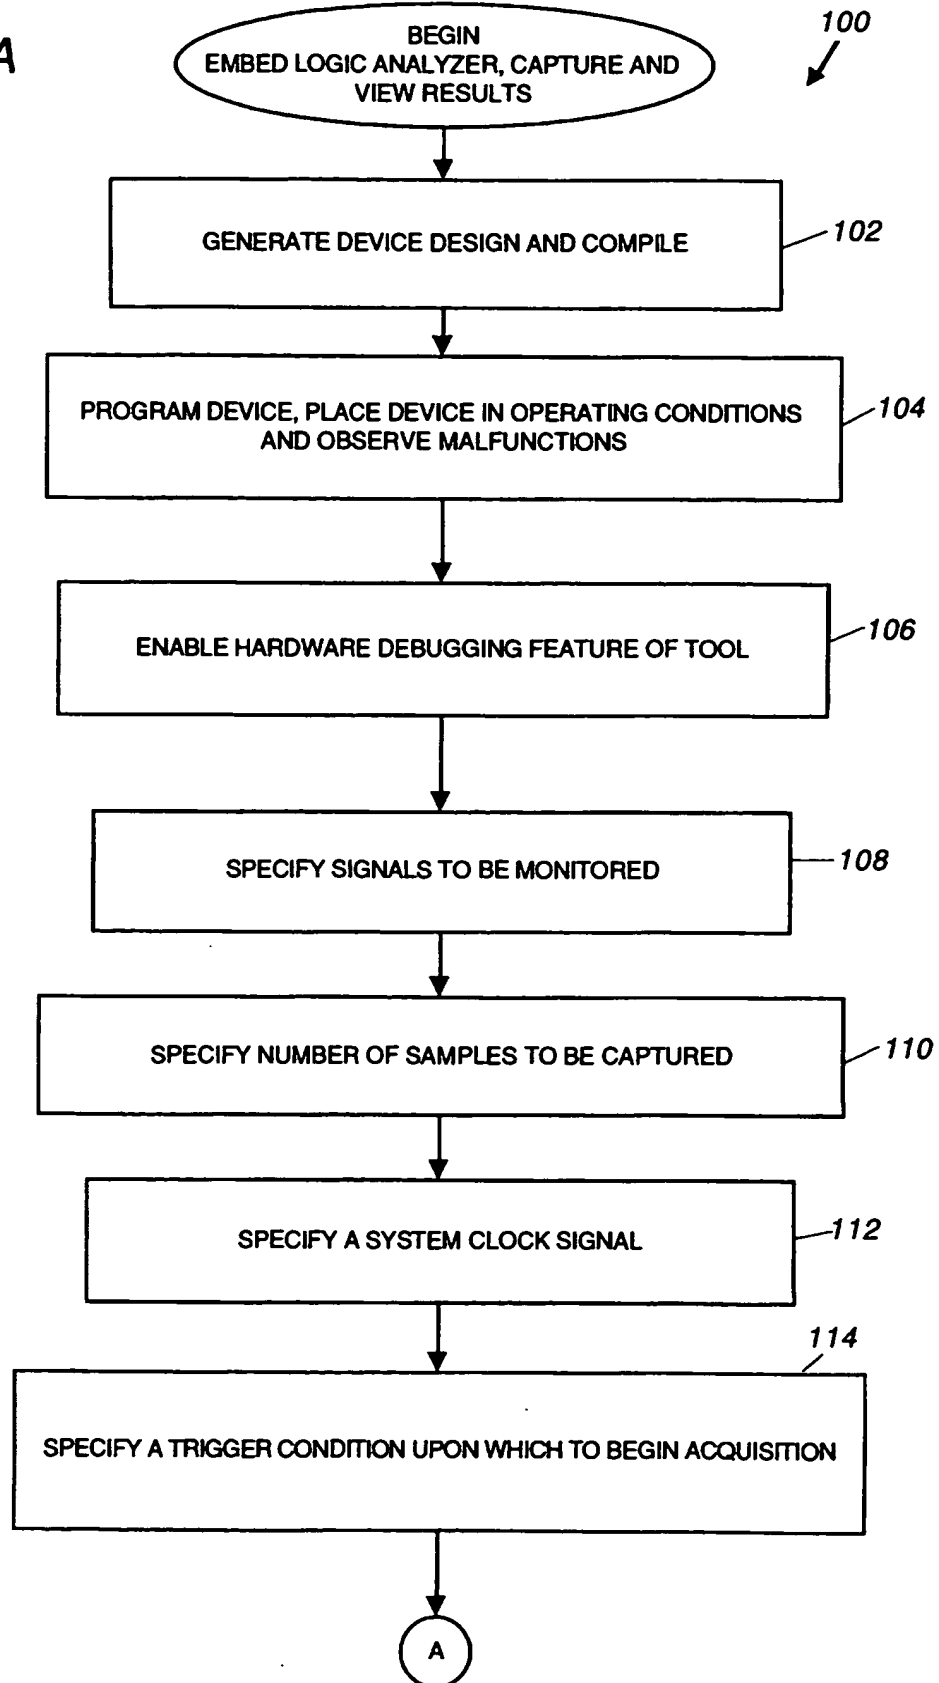 A
100
BEGIN
EMBED LOGIC ANALYZER, CAPTURE AND
VIEW RESULTS
GENERATE DEVICE DESIGN AND COMPILE
102
PROGRAM DEVICE, PLACE DEVICE IN OPERATING CONDITIONS
AND OBSERVE MALFUNCTIONS
104
ENABLE HARDWARE DEBUGGING FEATURE OF TOOL
106
SPECIFY SIGNALS TO BE MONITORED
108
SPECIFY NUMBER OF SAMPLES TO BE CAPTURED
110
SPECIFY A SYSTEM CLOCK SIGNAL
112
114
SPECIFY A TRIGGER CONDITION UPON WHICH TO BEGIN ACQUISITION
A